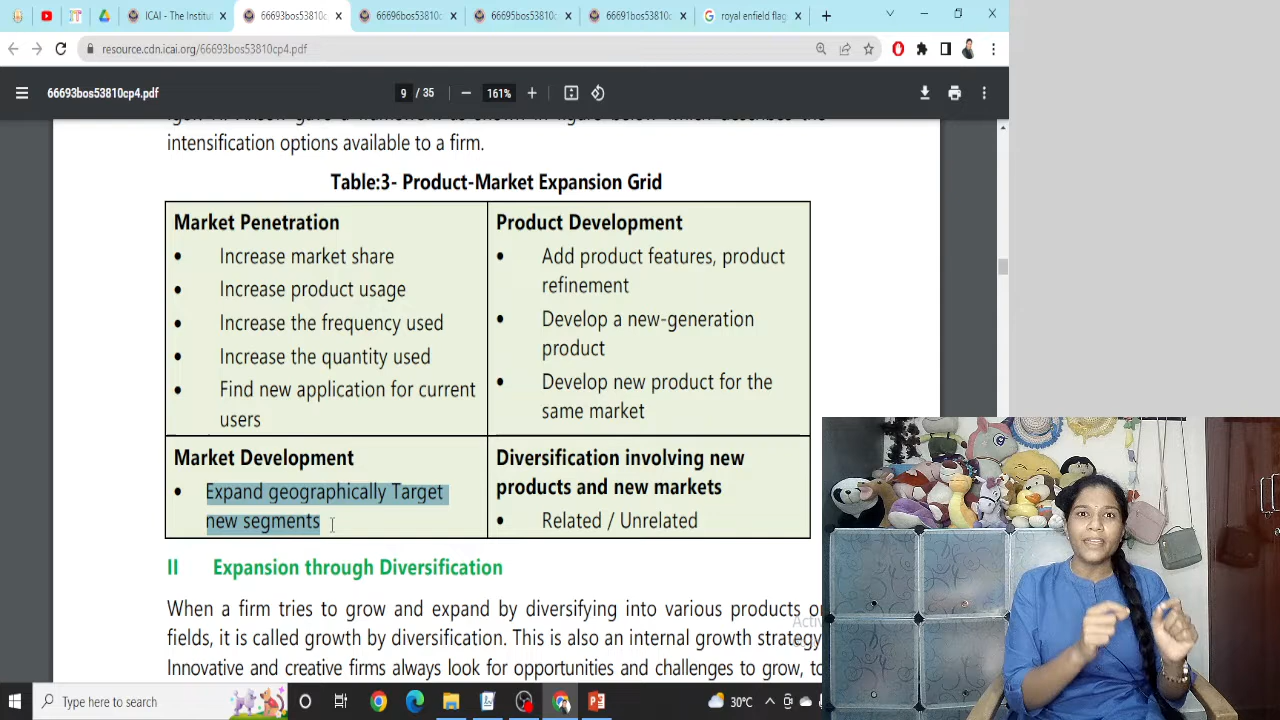 ICAI - The Institut
66693bos53810c
66696bos53810c
66695bos53810c
66691bos53810c
royal enfield flag
resource.cdn.icai.org/66693bos53810cp4.pdf
66693bos53810cp4.pdf
9 / 35
161%
intensification options available to a firm.
Table:3- Product-Market Expansion Grid
Market Penetration
• Increase market share
• Increase product usage
• Increase the frequency used
• Increase the quantity used
• Find new application for current
users
Product Development
• Add product features, product
refinement
• Develop a new-generation
product
• Develop new product for the
same market
Market Development
• Expand geographically Target
new segments
Diversification involving new
products and new markets
• Related / Unrelated
II Expansion through Diversification
When a firm tries to grow and expand by diversifying into various products or
fields, it is called growth by diversification. This is also an internal growth strategy.
Innovative and creative firms always look for opportunities and challenges to grow, to
Activ
Type here to search
30°C